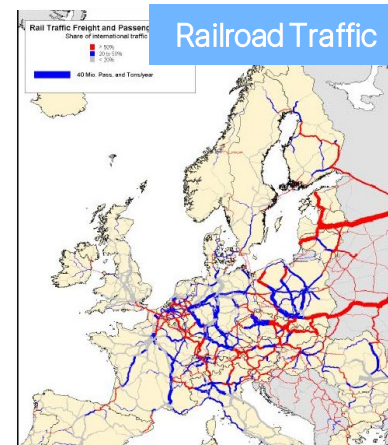 Railroad Traffic
Rail Traffic Freight and Passeng
Share of international traffic
> 50%
20 to 50%
< 20%
40 Mio. Pass. and Tons/year